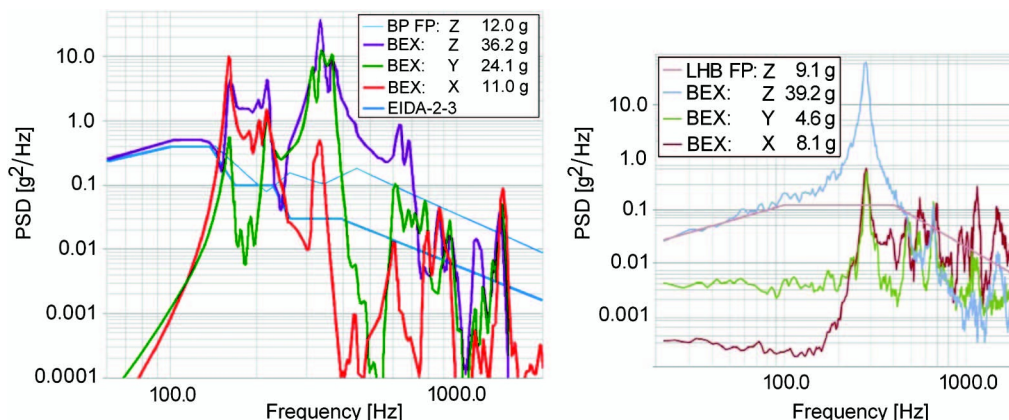 PSD [g²/Hz]
10.0
1.0
0.1
0.01
0.001
0.0001
BP FP: Z 12.0 g
BEX: Z 36.2 g
BEX: Y 24.1 g
BEX: X 11.0 g
EIDA-2-3
100.0 1000.0
Frequency [Hz]
PSD [g²/Hz]
10.0
1.0
0.1
0.01
0.001
LHB FP: Z 9.1 g
BEX: Z 39.2 g
BEX: Y 4.6 g
BEX: X 8.1 g
100.0 1000.0
Frequency [Hz]